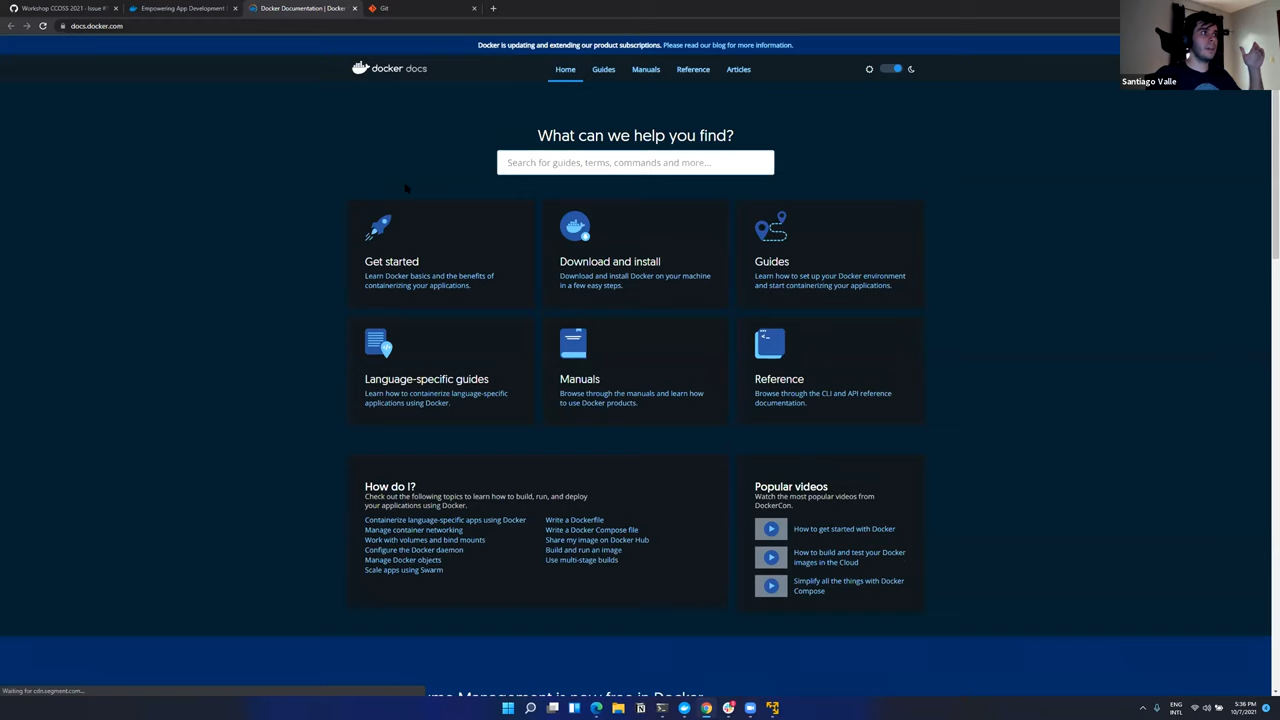 Workshop CCOSS 2021 - Issue #
Empowering App Development
Docker Documentation | Docker
Git
docs.docker.com
Docker is updating and extending our product subscriptions. Please read our blog for more information.
docker docs
Home
Guides
Manuals
Reference
Articles
Santiago Valle
What can we help you find?
Search for guides, terms, commands and more...
Get started
Learn Docker basics and the benefits of
containerizing your applications.
Download and install
Download and install Docker on your machine
in a few easy steps.
Guides
Learn how to set up your Docker environment
and start containerizing your applications.
Language-specific guides
Learn how to containerize language-specific
applications using Docker.
Manuals
Browse through the manuals and learn how
to use Docker products.
Reference
Browse through the CLI and API reference
documentation.
How do I?
Check out the following topics to learn how to build, run, and deploy
your applications using Docker.
Containerize language-specific apps using Docker
Manage container networking
Work with volumes and bind mounts
Configure the Docker daemon
Manage Docker objects
Scale apps using Swarm
Write a Dockerfile
Write a Docker Compose file
Share my image on Docker Hub
Build and run an image
Use multi-stage builds
Popular videos
Watch the most popular videos from
DockerCon.
How to get started with Docker
How to build and test your Docker
images in the Cloud
Simplify all the things with Docker
Compose
Waiting for cdn.segment.com...
Management is now free in Docker
ENG
INTL
5:36 PM
10/7/2021